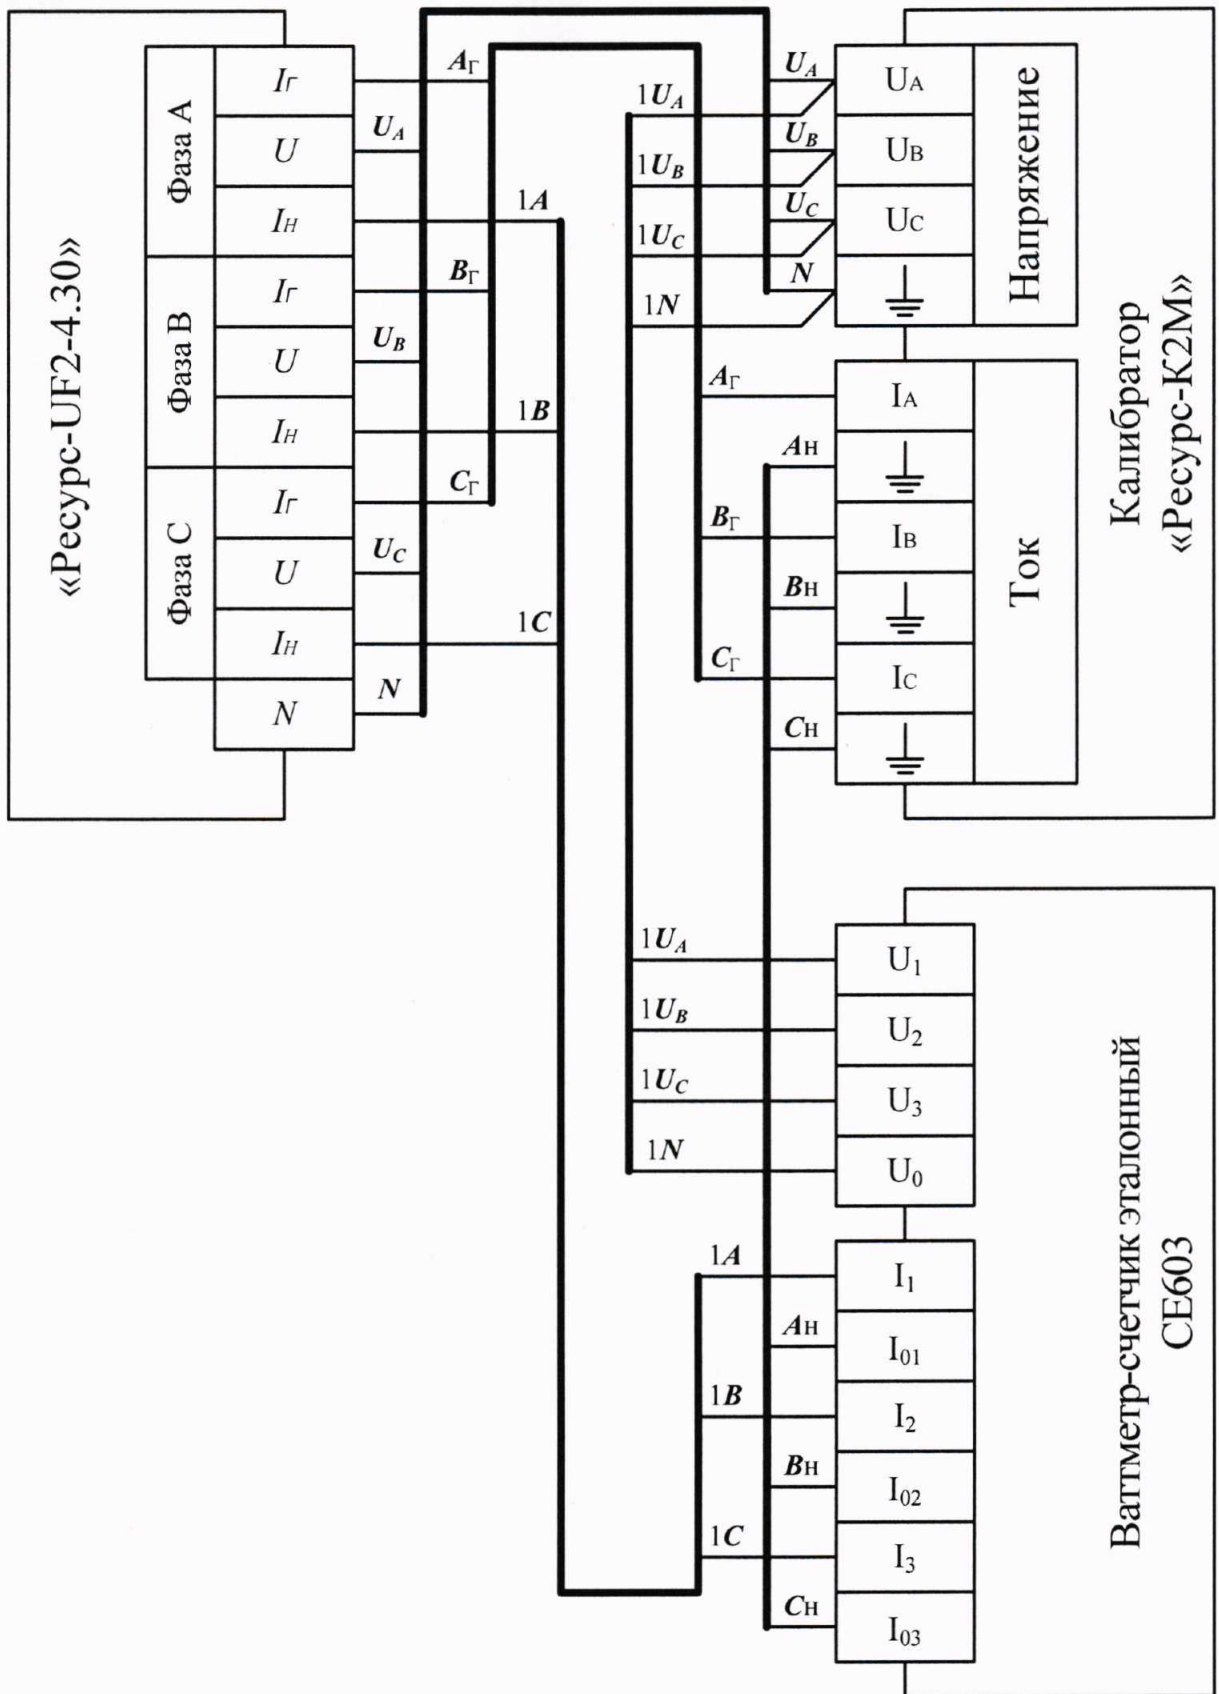 «Ресурс-UF2-4.30»
Фаза A
Фаза B
Фаза C
Iг
U
Iн
Iг
U
Iн
Iг
U
Iн
N
Aг
UA
1A
Bг
UB
1B
Cг
UC
1C
N
1UA
1UB
1UC
1N
UA
UB
UC
N
UA
UB
UC
Напряжение
Aг
Aн
Bг
Bн
Cг
Cн
IA
IB
IC
Ток
Калибратор
«Ресурс-К2М»
1UA
1UB
1UC
1N
U1
U2
U3
U0
1A
Aн
1B
Bн
1C
Cн
I1
I01
I2
I02
I3
I03
Ваттметр-счетчик эталонный
СЕ603